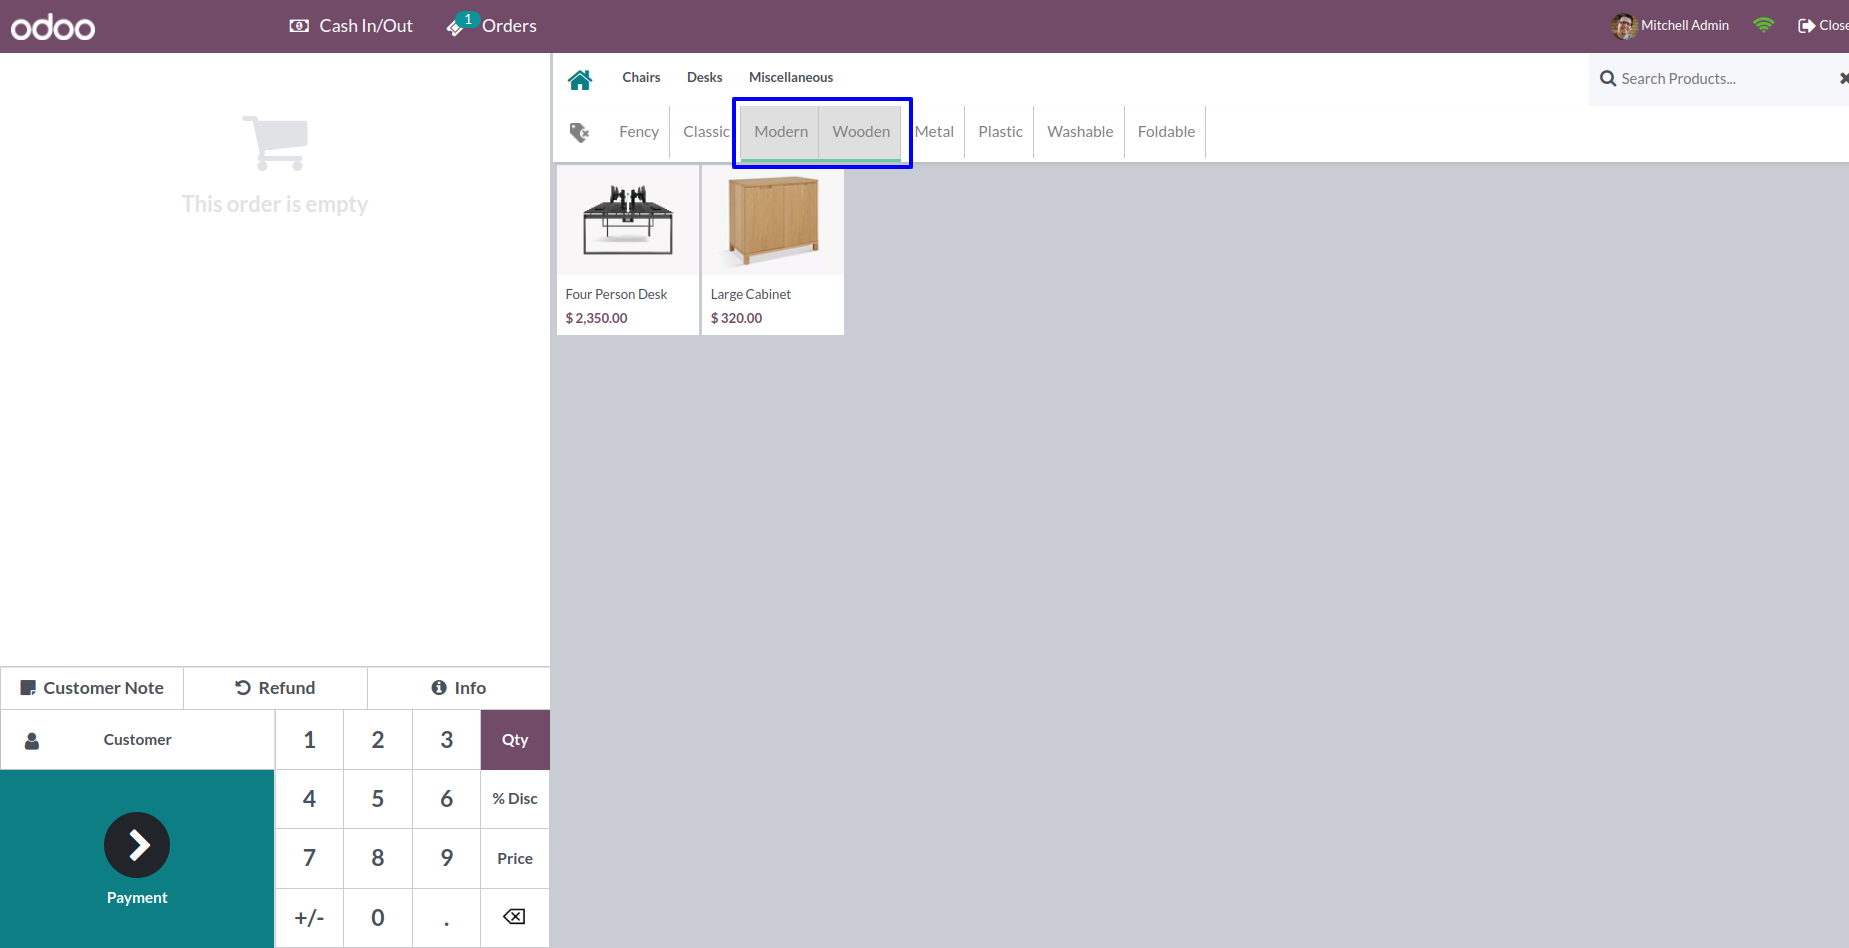 odoo
Cash In/Out
1
Orders
Mitchell Admin
Close
Chairs
Desks
Miscellaneous
Search Products...
Fency
Classic
Modern
Wooden
Metal
Plastic
Washable
Foldable
This order is empty
Four Person Desk
$ 2,350.00
Large Cabinet
$ 320.00
Customer Note
Refund
Info
Customer
1
2
3
Qty
4
5
6
% Disc
7
8
9
Price
Payment
+/-
0
.